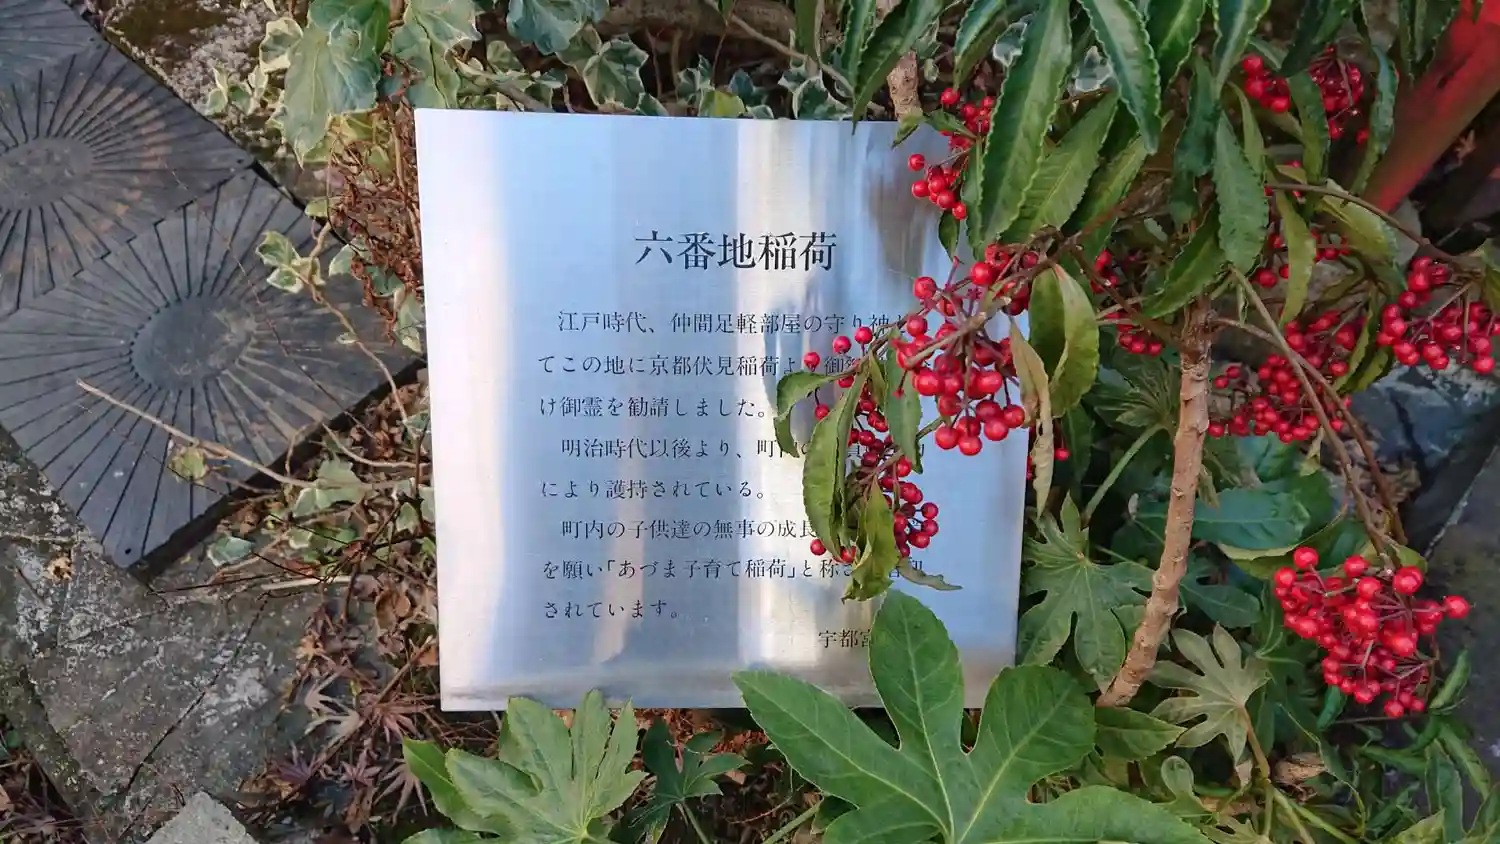 六番地稲荷
江戸時代、仲間足軽部屋の守り神
てこの地に京都伏見稲荷よ 御
け御霊を勧請しました。
明治時代以後より、町内の
により護持されている。
町内の子供達の無事の成長
を願い「あづま子育て稲荷」と称さ
されています。
宇都宮